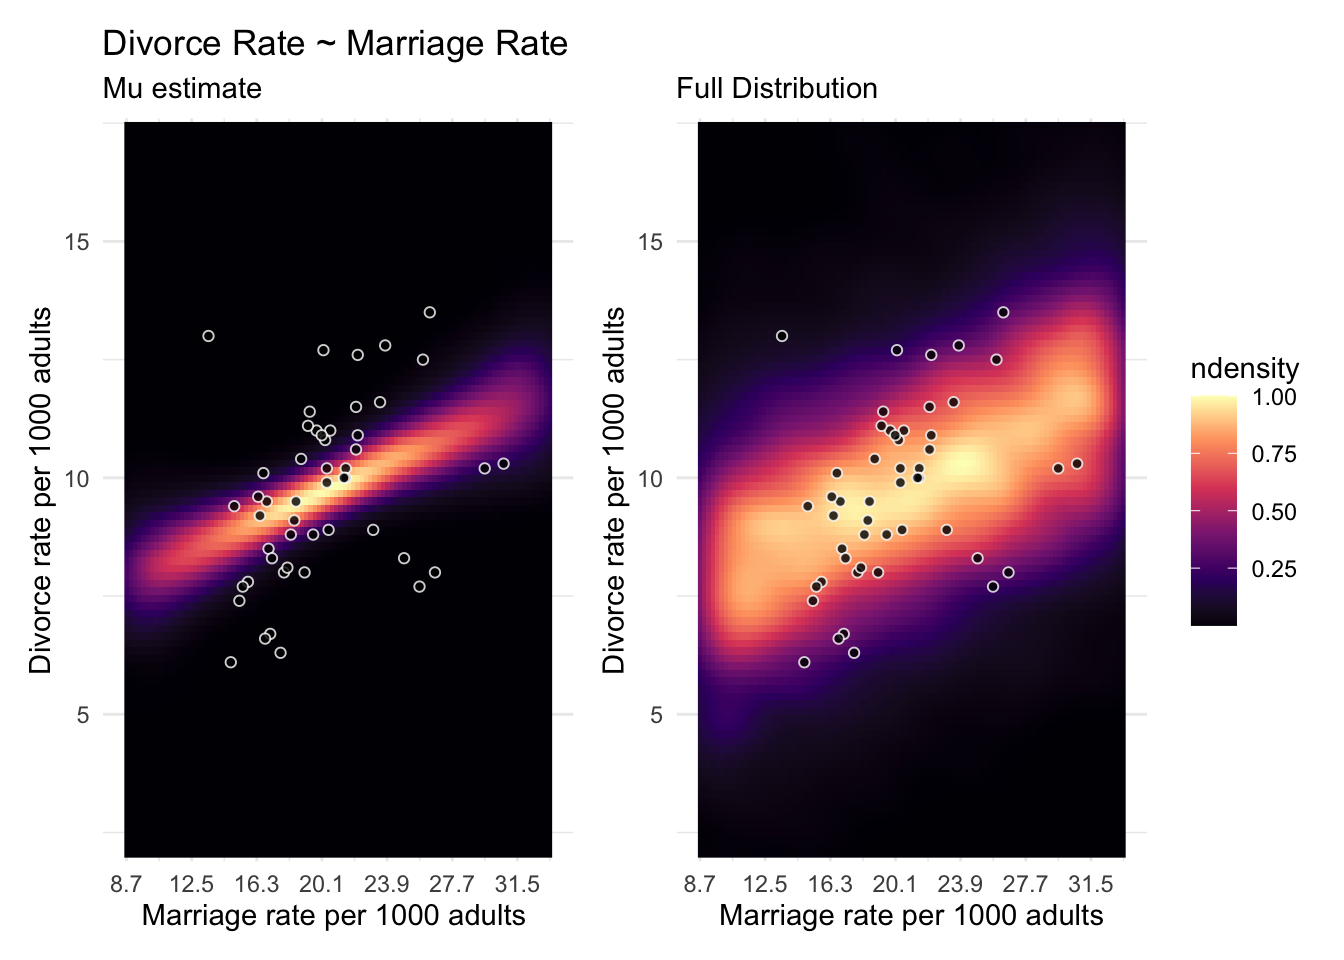 Divorce Rate ~ Marriage Rate
Mu estimate
Full Distribution
Divorce rate per 1000 adults
15
10
5
8.7 12.5 16.3 20.1 23.9 27.7 31.5
Marriage rate per 1000 adults
Divorce rate per 1000 adults
15
10
5
8.7 12.5 16.3 20.1 23.9 27.7 31.5
Marriage rate per 1000 adults
ndensity
1.00
0.75
0.50
0.25